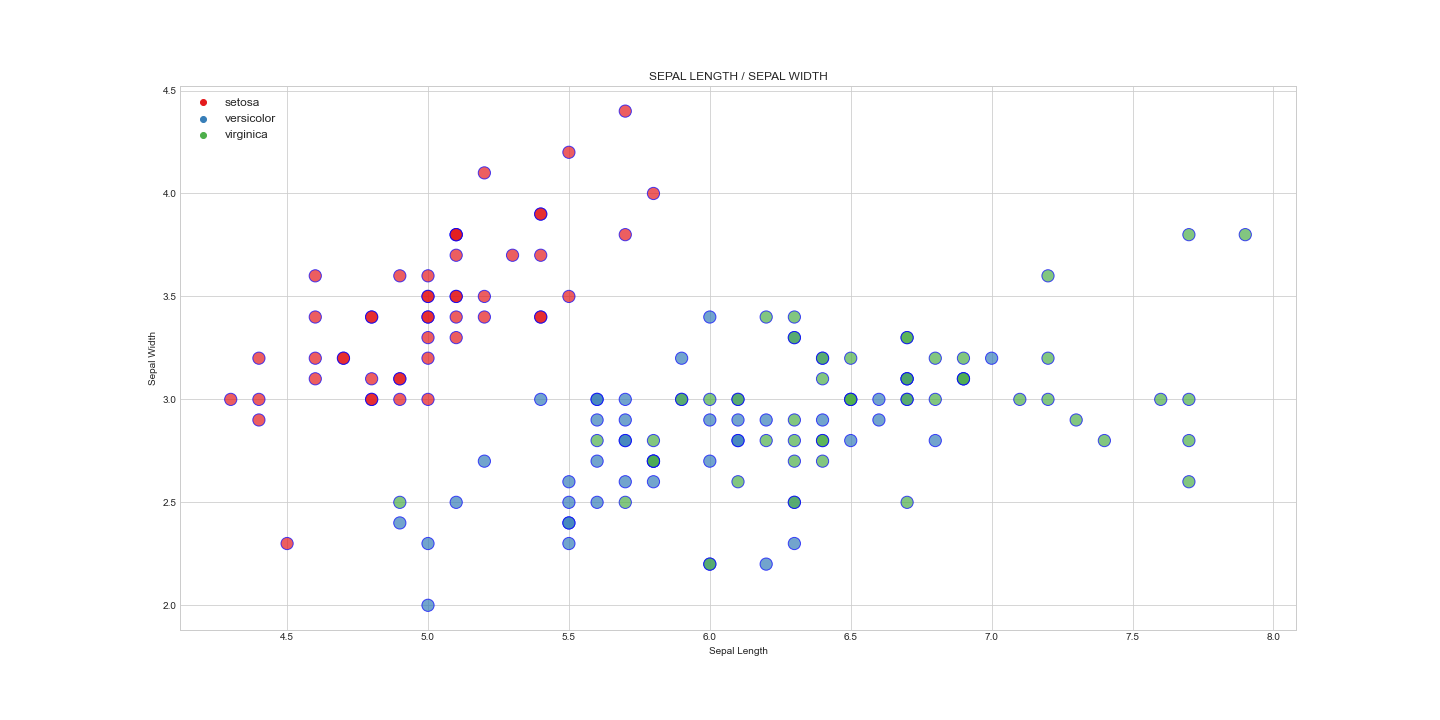 SEPAL LENGTH / SEPAL WIDTH
setosa
versicolor
virginica
Sepal Width
4.5
4.0
3.5
3.0
2.5
2.0
4.5 5.0 5.5 6.0 6.5 7.0 7.5 8.0
Sepal Length